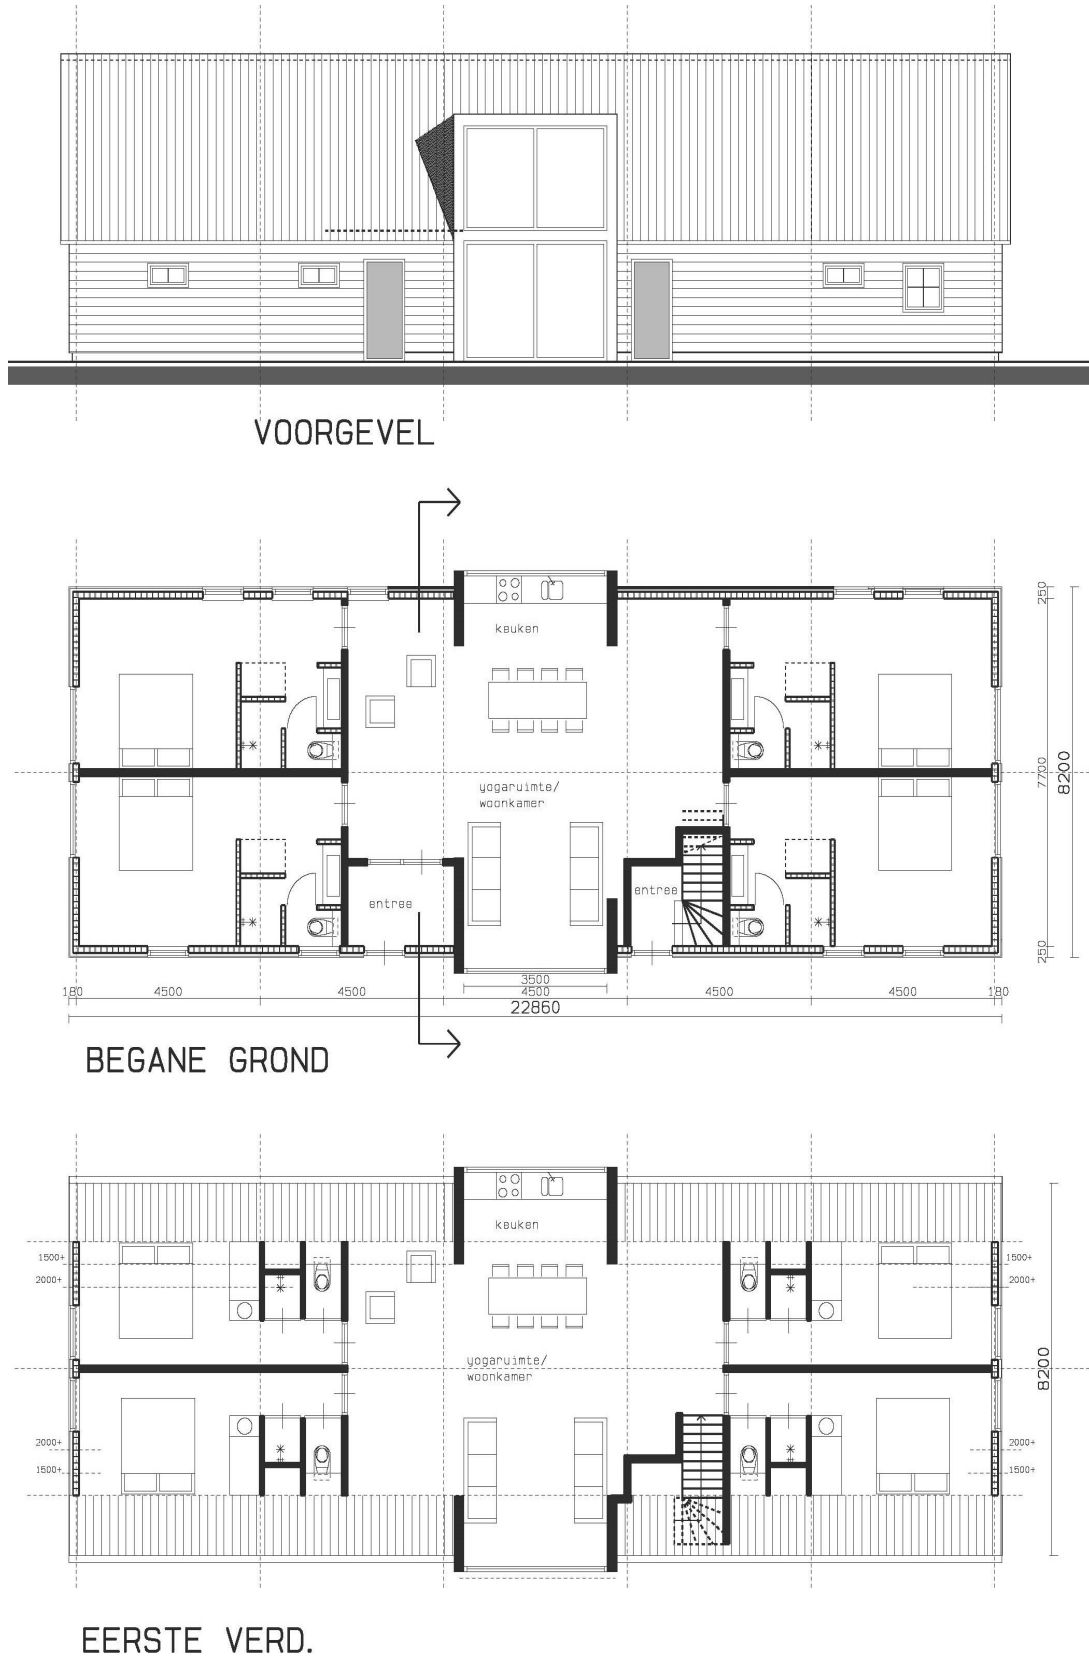 VOORGEVEL
keuken
250
yogaruimte/
woonkamer
7700
8200
entree
entree
250
3500
180 4500 4500 4500 4500 4500 180
22860
BEGANE GROND
keuken
1500+ 1500+
2000+ 2000+
yogaruimte/
woonkamer
8200
2000+ 2000+
1500+ 1500+
EERSTE VERD.